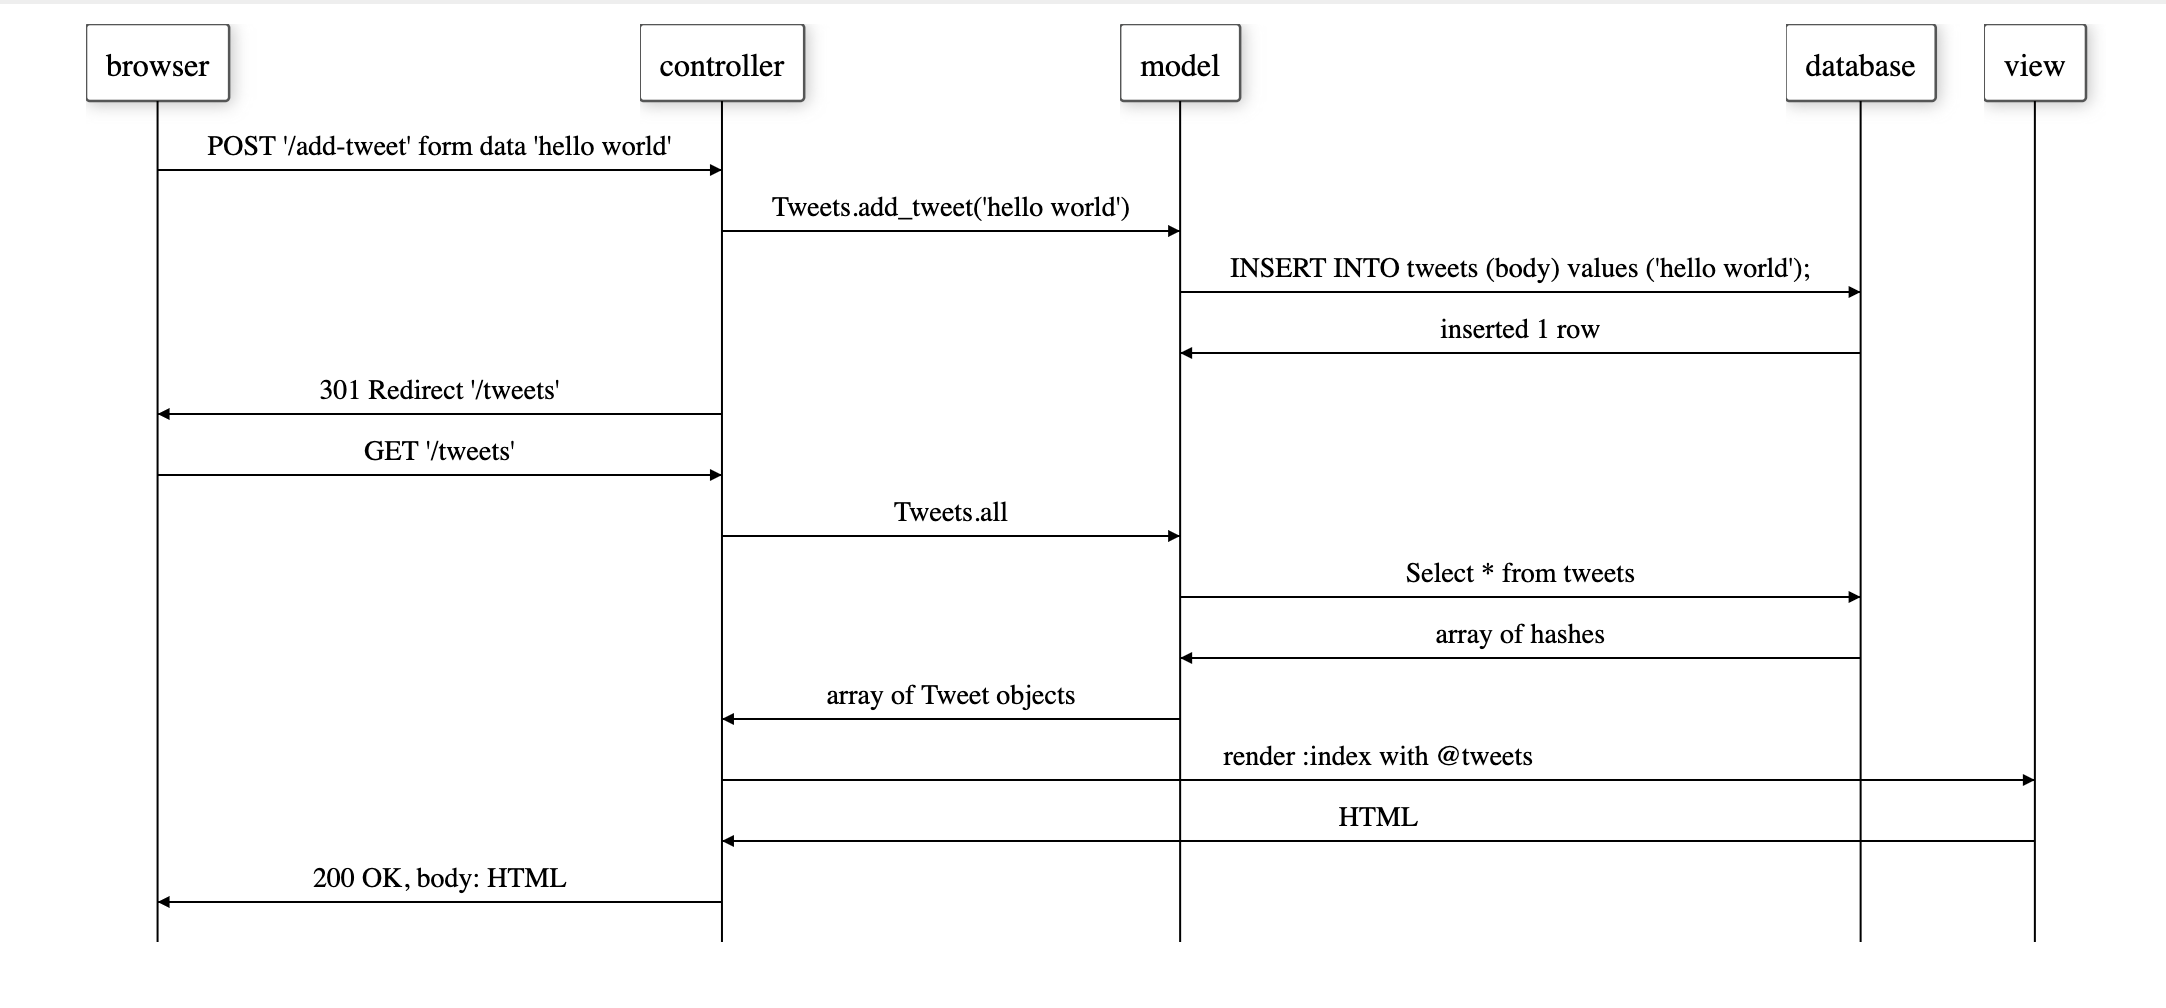 browser
controller
model
database
view
POST '/add-tweet' form data 'hello world'
Tweets.add_tweet('hello world')
INSERT INTO tweets (body) values ('hello world');
inserted 1 row
301 Redirect '/tweets'
GET '/tweets'
Tweets.all
Select * from tweets
array of hashes
array of Tweet objects
render :index with @tweets
HTML
200 OK, body: HTML